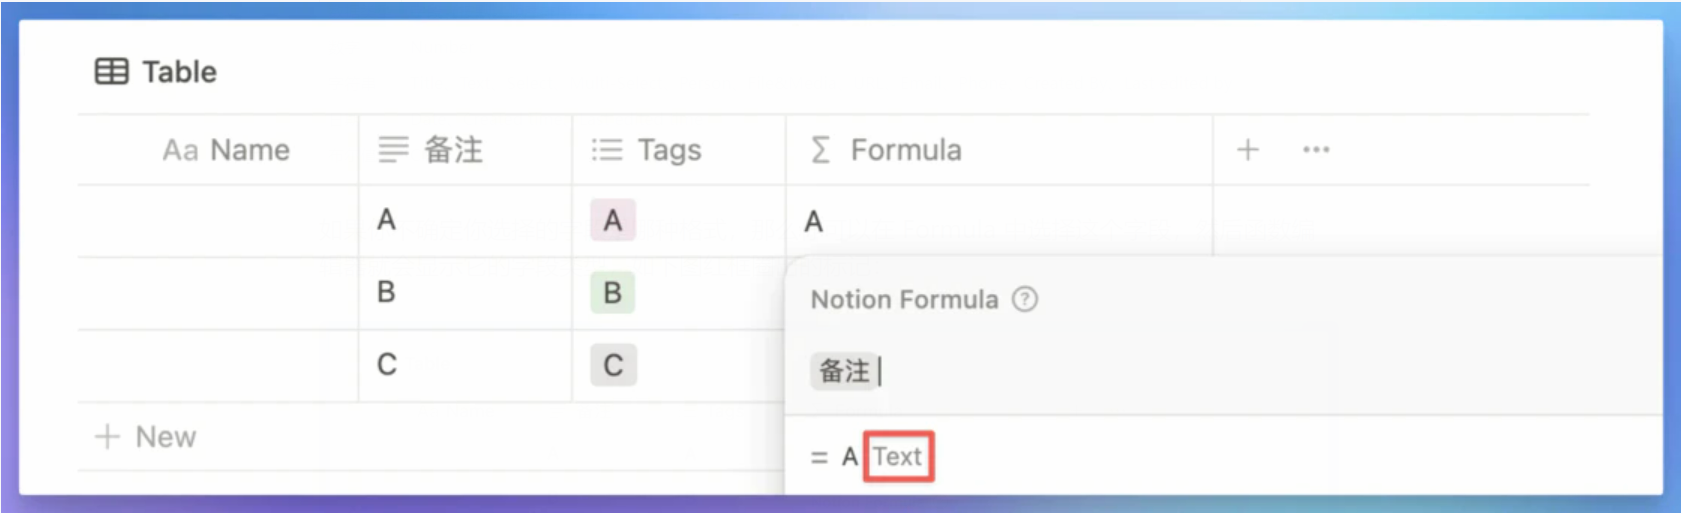 Table
Aa Name 备注 Tags Σ Formula + •••
A A A
B B
C C
+ New
Notion Formula ?
备注
= A Text